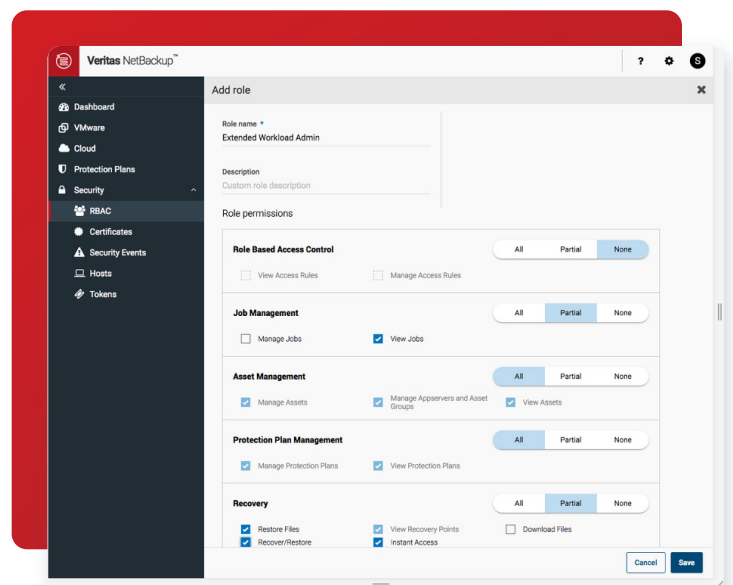 Veritas NetBackup™
?
S
«
Add role
Dashboard
VMware
Cloud
Protection Plans
Security
RBAC
Certificates
Security Events
Hosts
Tokens
Role name *
Extended Workload Admin
Description
Custom role description
Role permissions
Role Based Access Control All Partial None
View Access Rules Manage Access Rules
Job Management All Partial None
Manage Jobs View Jobs
Asset Management All Partial None
Manage Assets Manage Appservers and Asset Groups View Assets
Protection Plan Management All Partial None
Manage Protection Plans View Protection Plans
Recovery All Partial None
Restore Files View Recovery Points Download Files
Recover/Restore Instant Access
Cancel Save